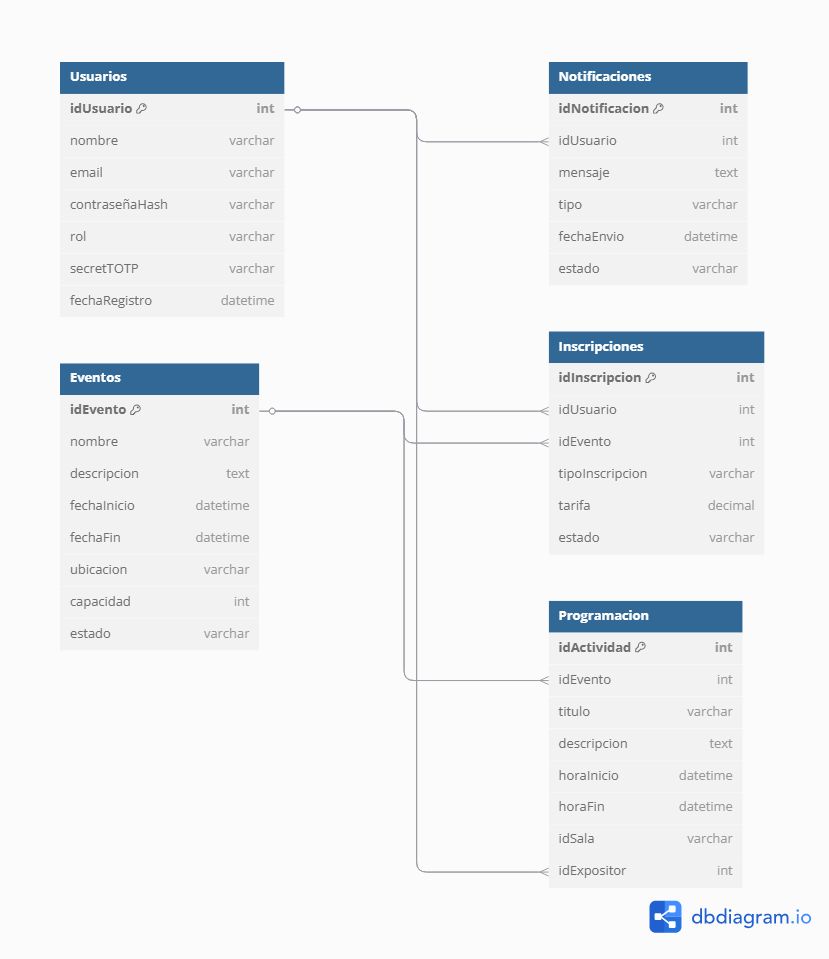 Usuarios
idUsuario int
nombre varchar
email varchar
contraseñaHash varchar
rol varchar
secretTOTP varchar
fechaRegistro datetime
Eventos
idEvento int
nombre varchar
descripcion text
fechaInicio datetime
fechaFin datetime
ubicacion varchar
capacidad int
estado varchar
Notificaciones
idNotificacion int
idUsuario int
mensaje text
tipo varchar
fechaEnvio datetime
estado varchar
Inscripciones
idInscripcion int
idUsuario int
idEvento int
tipoInscripcion varchar
tarifa decimal
estado varchar
Programacion
idActividad int
idEvento int
titulo varchar
descripcion text
horaInicio datetime
horaFin datetime
idSala varchar
idExpositor int
dbdiagram.io